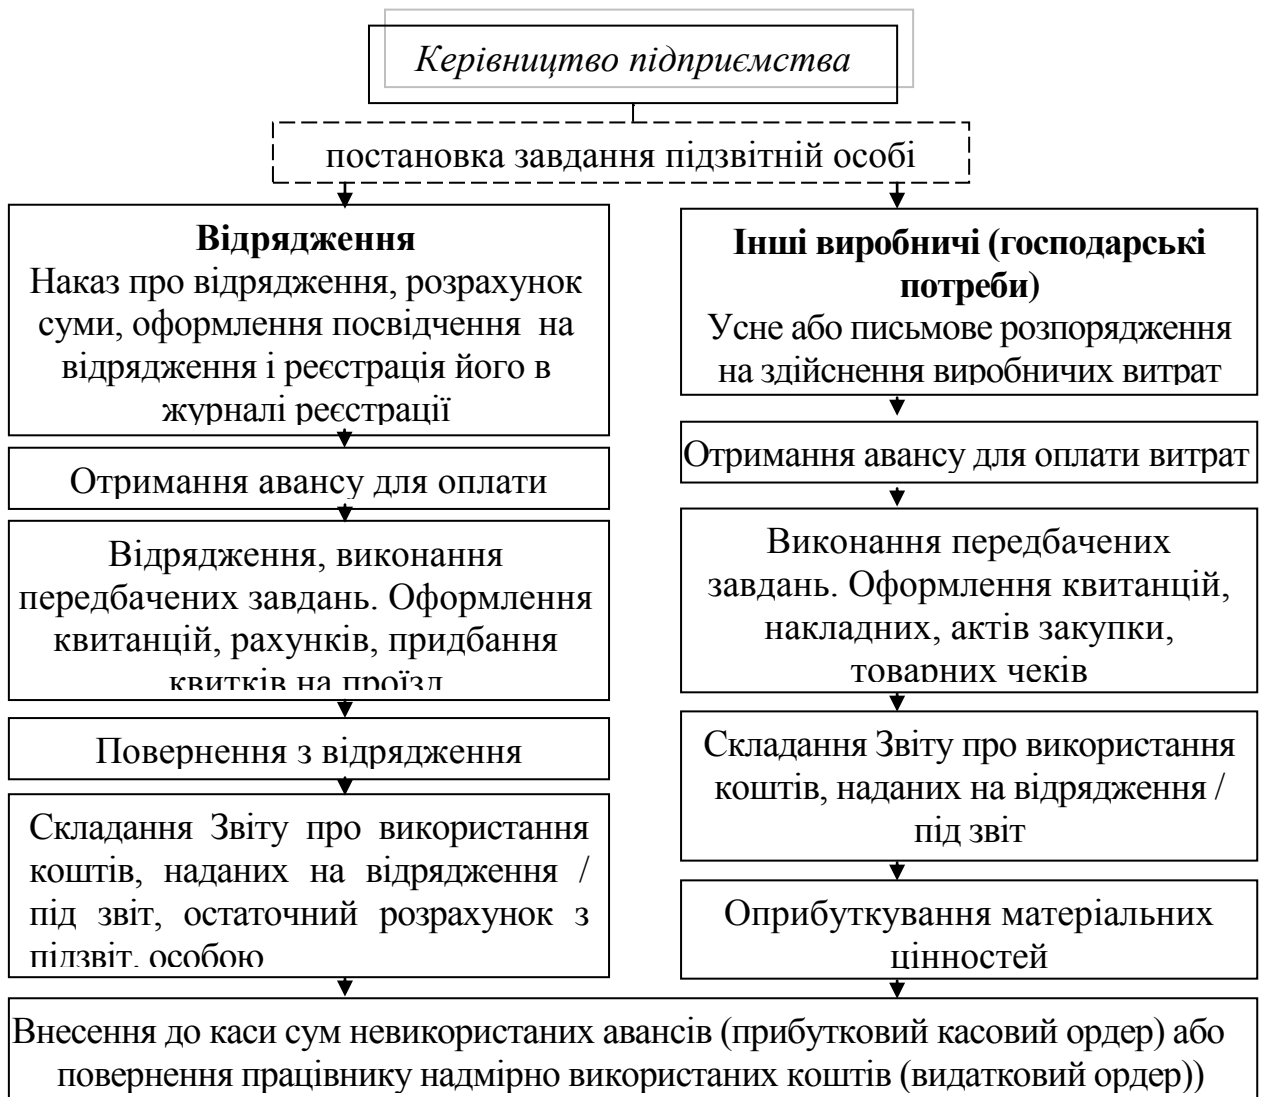 Керівництво підприємства
постановка завдання підзвітній особі
Відрядження
Наказ про відрядження, розрахунок
суми, оформлення посвідчення на
відрядження і реєстрація його в
журналі реєстрації
Отримання авансу для оплати
Відрядження, виконання
передбачених завдань. Оформлення
квитанцій, рахунків, придбання
квитків на проїзд
Повернення з відрядження
Складання Звіту про використання
коштів, наданих на відрядження /
під звіт, остаточний розрахунок з
підзвіт. особою
Інші виробничі (господарські
потреби)
Усне або письмове розпорядження
на здійснення виробничих витрат
Отримання авансу для оплати витрат
Виконання передбачених
завдань. Оформлення квитанцій,
накладних, актів закупки,
товарних чеків
Складання Звіту про використання
коштів, наданих на відрядження /
під звіт
Оприбуткування матеріальних
цінностей
Внесення до каси сум невикористаних авансів (прибутковий касовий ордер) або
повернення працівнику надмірно використаних коштів (видатковий ордер))